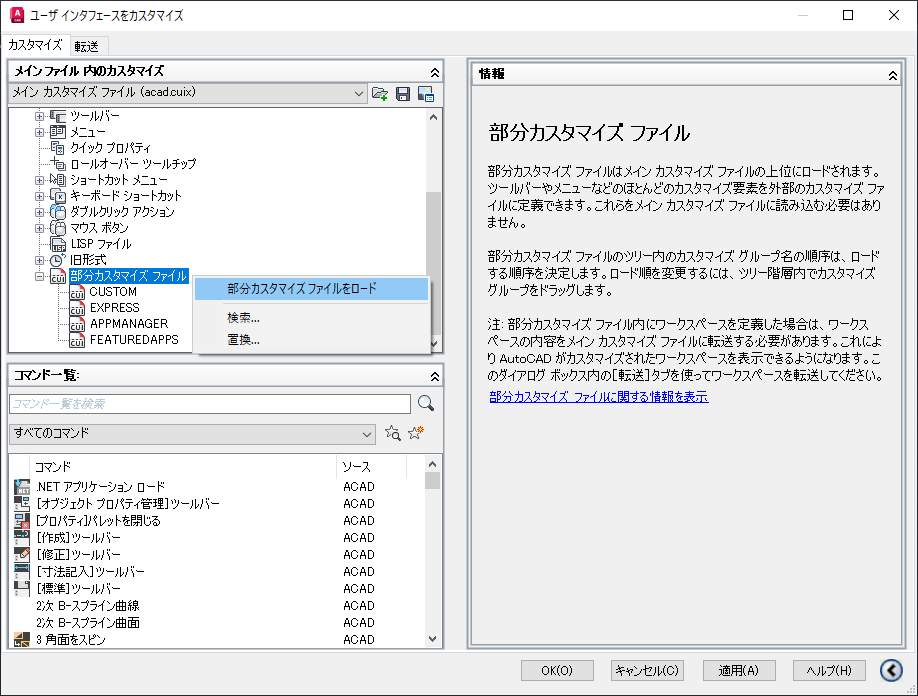 ユーザ インタフェースをカスタマイズ
カスタマイズ 転送
メイン ファイル 内のカスタマイズ
メイン カスタマイズ ファイル (acad.cuix)
ツールバー
メニュー
クイック プロパティ
ロールオーバー ツールチップ
ショートカット メニュー
キーボード ショートカット
ダブルクリック アクション
マウス ボタン
LISP ファイル
旧形式
部分カスタマイズ ファイル
CUSTOM
EXPRESS
APPMANAGER
FEATUREDAPPS
部分カスタマイズ ファイルをロード
検索...
置換...
コマンド一覧:
コマンド一覧を検索
すべてのコマンド
コマンド ソース
.NET アプリケーション ロード ACAD
[オブジェクト プロパティ管理]ツールバー ACAD
[プロパティ]パレットを閉じる ACAD
[作成]ツールバー ACAD
[修正]ツールバー ACAD
[寸法記入]ツールバー ACAD
[標準]ツールバー ACAD
2次 B-スプライン曲線 ACAD
2次 B-スプライン曲面 ACAD
3 角面をスピン ACAD
情報
部分カスタマイズ ファイル
部分カスタマイズ ファイルはメイン カスタマイズ ファイルの上位にロードされます。
ツールバーやメニューなどのほとんどのカスタマイズ要素を外部のカスタマイズ ファ
イルに定義できます。これらをメイン カスタマイズ ファイルに読み込む必要はあり
ません。
部分カスタマイズ ファイルのツリー内のカスタマイズ グループ名の順序は、ロード
する順序を決定します。ロード順を変更するには、ツリー階層内でカスタマイズ
グループをドラッグします。
注: 部分カスタマイズ ファイル内にワークスペースを定義した場合は、ワークス
ペースの内容をメイン カスタマイズ ファイルに転送する必要があります。これによ
り AutoCAD がカスタマイズされたワークスペースを表示できるようになります。こ
のダイアログ ボックス内の[転送]タブを使ってワークスペースを転送してください。
部分カスタマイズ ファイルに関する情報を表示
OK(O) キャンセル(C) 適用(A) ヘルプ(H)